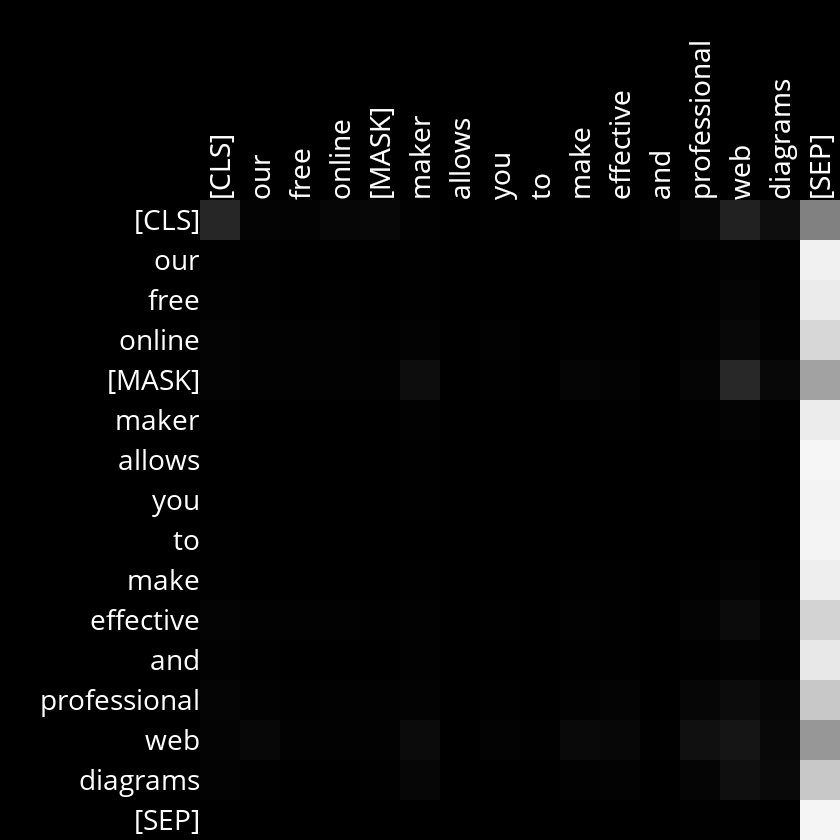 [CLS] our free online [MASK] maker allows you to make effective and professional web diagrams [SEP]
[CLS]
our
free
online
[MASK]
maker
allows
you
to
make
effective
and
professional
web
diagrams
[SEP]